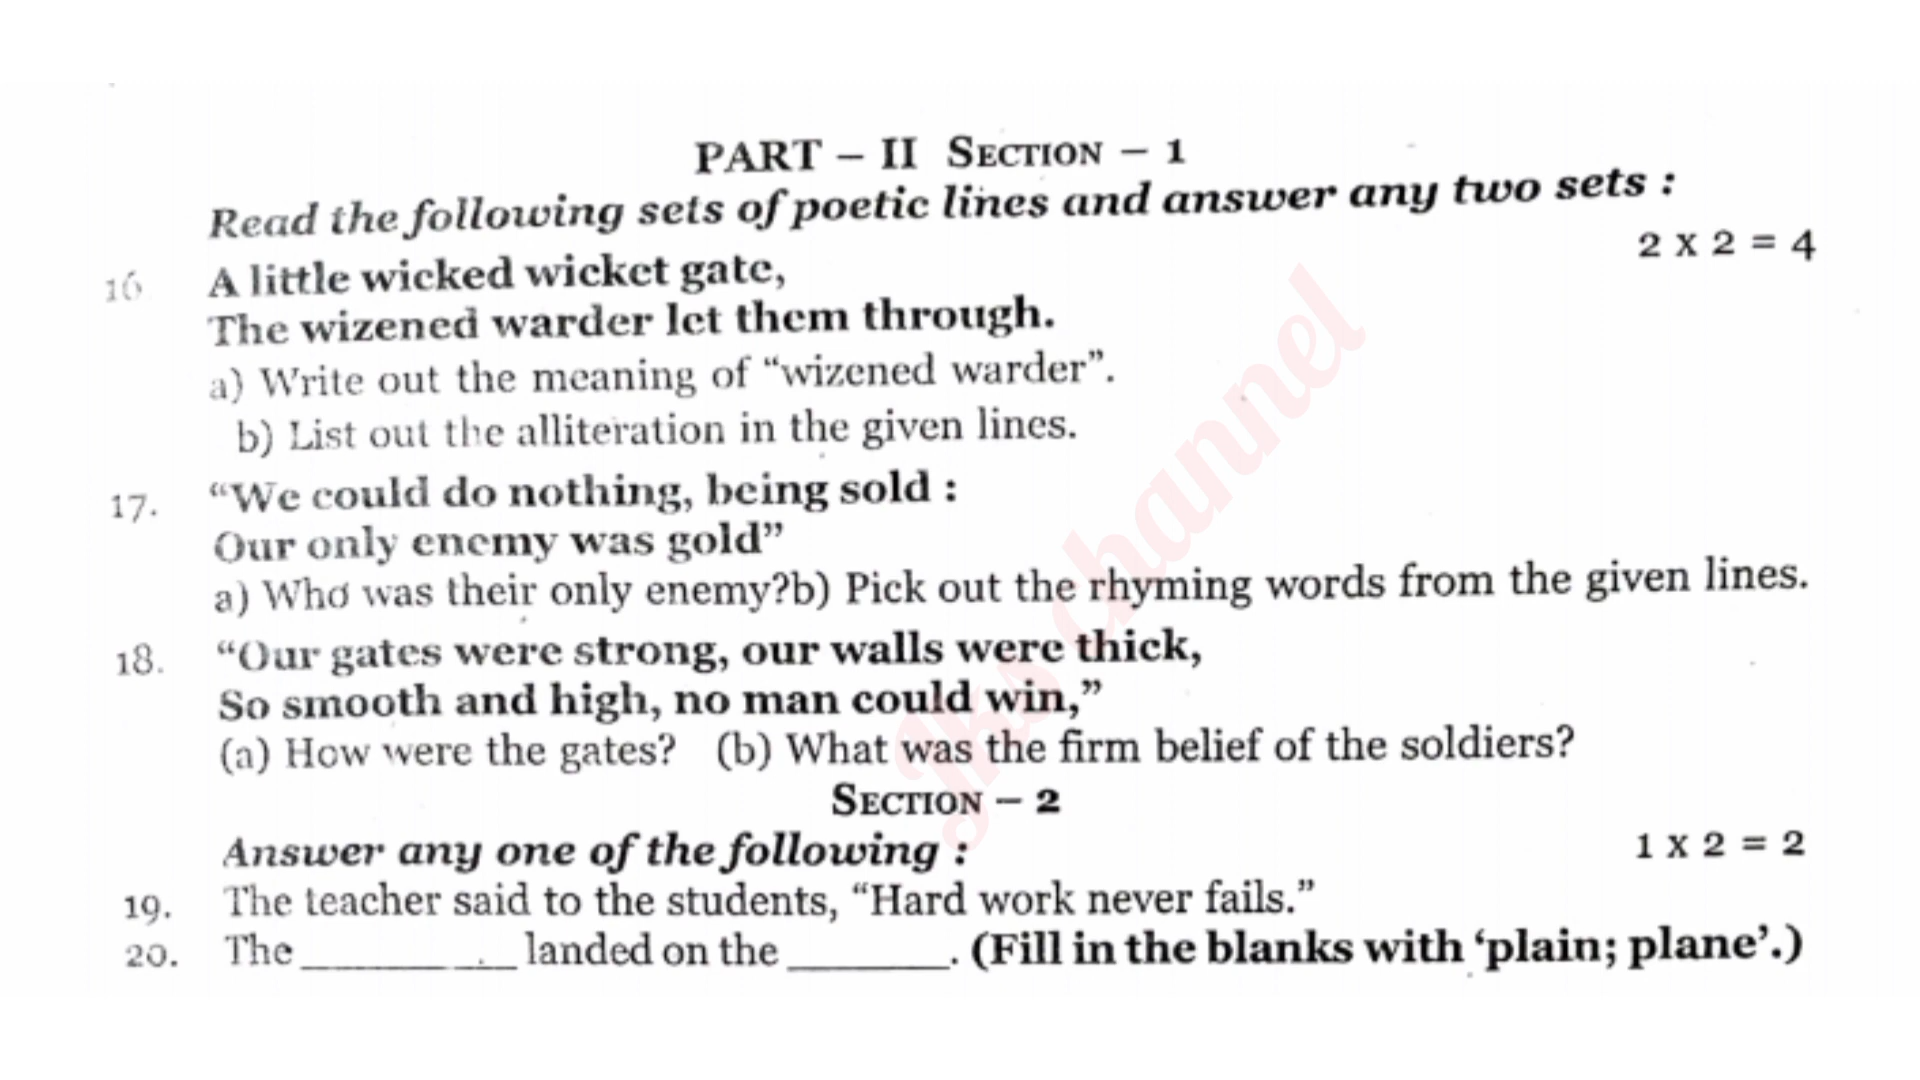 PART – II SECTION – 1
Read the following sets of poetic lines and answer any two sets :
2 x 2 = 4
16 A little wicked wicket gate,
The wizened warder let them through.
a) Write out the meaning of “wizened warder”.
b) List out the alliteration in the given lines.
17. “We could do nothing, being sold :
Our only enemy was gold”
a) Who was their only enemy?b) Pick out the rhyming words from the given lines.
18. “Our gates were strong, our walls were thick,
So smooth and high, no man could win,”
(a) How were the gates? (b) What was the firm belief of the soldiers?
SECTION – 2
Answer any one of the following : 1 x 2 = 2
19. The teacher said to the students, “Hard work never fails.”
20. The ________ landed on the _______. (Fill in the blanks with ‘plain; plane’.)
Jhs channel